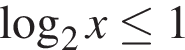 log₂ x ≤ 1